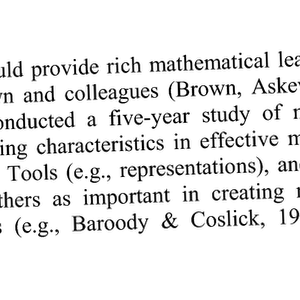 uld provide rich mathematical lea
n and colleagues (Brown, Aske
onducted a five-year study of
ing characteristics in effective m
Tools (e.g., representations), an
thers as important in creating
s (e.g., Baroody & Coslick, 19